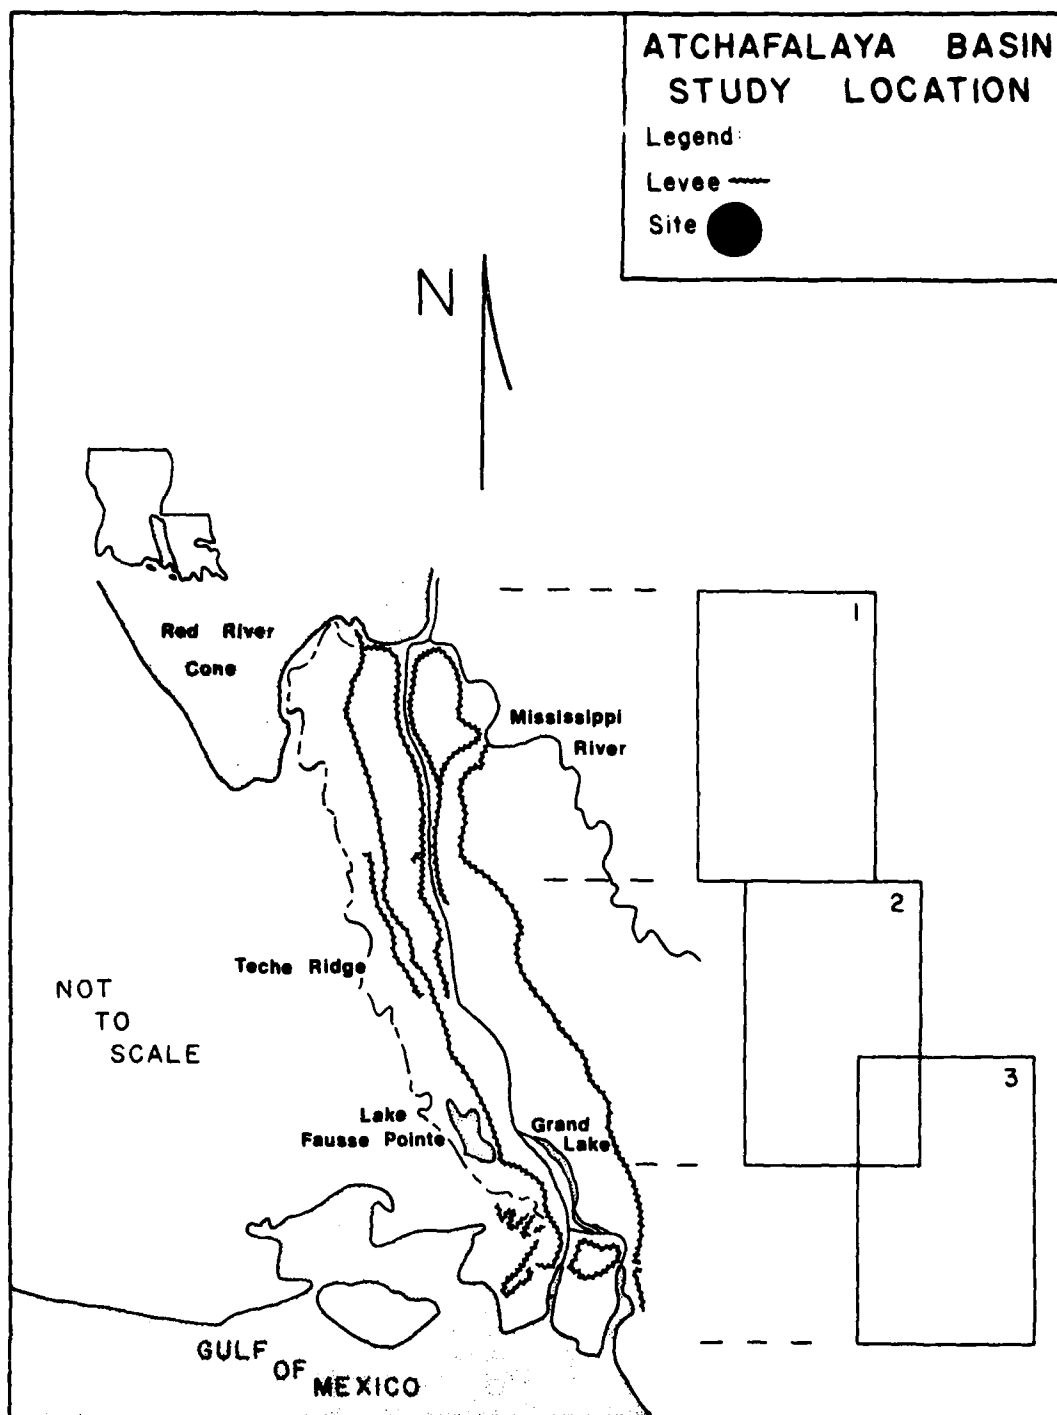 ATCHAFALAYA BASIN
STUDY LOCATION
Legend:
Levee
Site
N
Red River
Cone
Mississippi
River
1
2
3
Teche Ridge
NOT
TO
SCALE
Lake
Fausse Pointe
Grand
Lake
GULF
OF
MEXICO